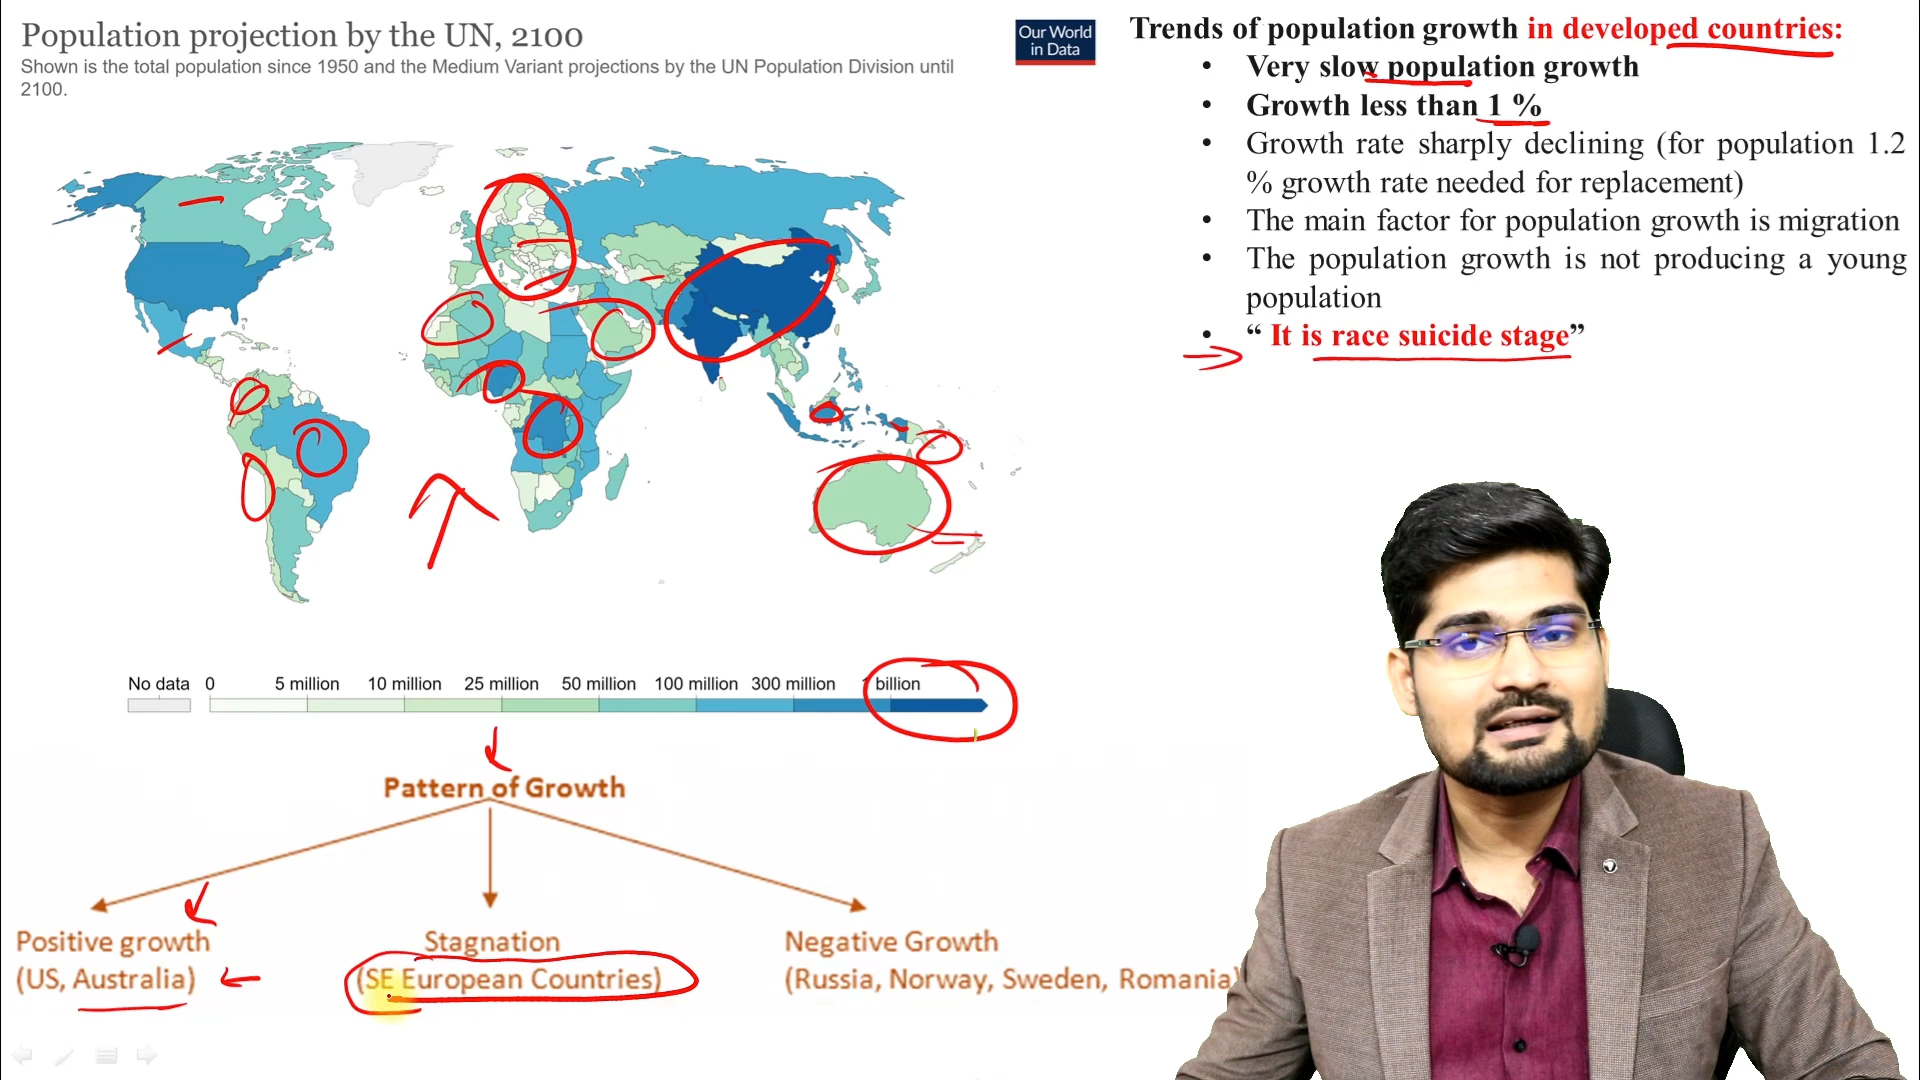 Population projection by the UN, 2100
Shown is the total population since 1950 and the Medium Variant projections by the UN Population Division until
2100.
Our World
in Data
Trends of population growth in developed countries:
• Very slow population growth
• Growth less than 1 %
• Growth rate sharply declining (for population 1.2
% growth rate needed for replacement)
• The main factor for population growth is migration
• The population growth is not producing a young
population
• “ It is race suicide stage”
No data 0 5 million 10 million 25 million 50 million 100 million 300 million 1 billion
Pattern of Growth
Positive growth
(US, Australia)
Stagnation
(SE European Countries)
Negative Growth
(Russia, Norway, Sweden, Romania)